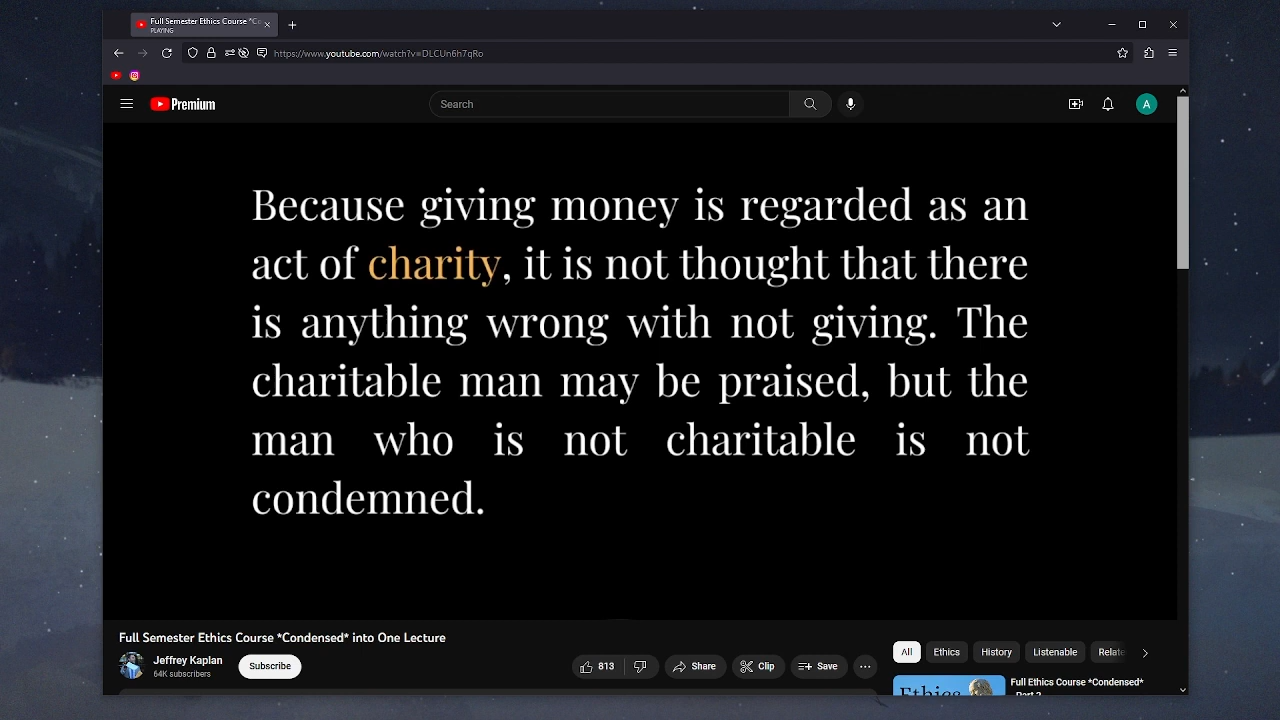 Full Semester Ethics Course *Co
PLAYING
https://www.youtube.com/watch?v=DLCUn6h7qRo
Premium
Search
A
Because giving money is regarded as an
act of charity, it is not thought that there
is anything wrong with not giving. The
charitable man may be praised, but the
man who is not charitable is not
condemned.
Full Semester Ethics Course *Condensed* into One Lecture
Jeffrey Kaplan
64K subscribers
Subscribe
813
Share
Clip
Save
All
Ethics
History
Listenable
Relate
Ethics
Full Ethics Course *Condensed*
Part 2